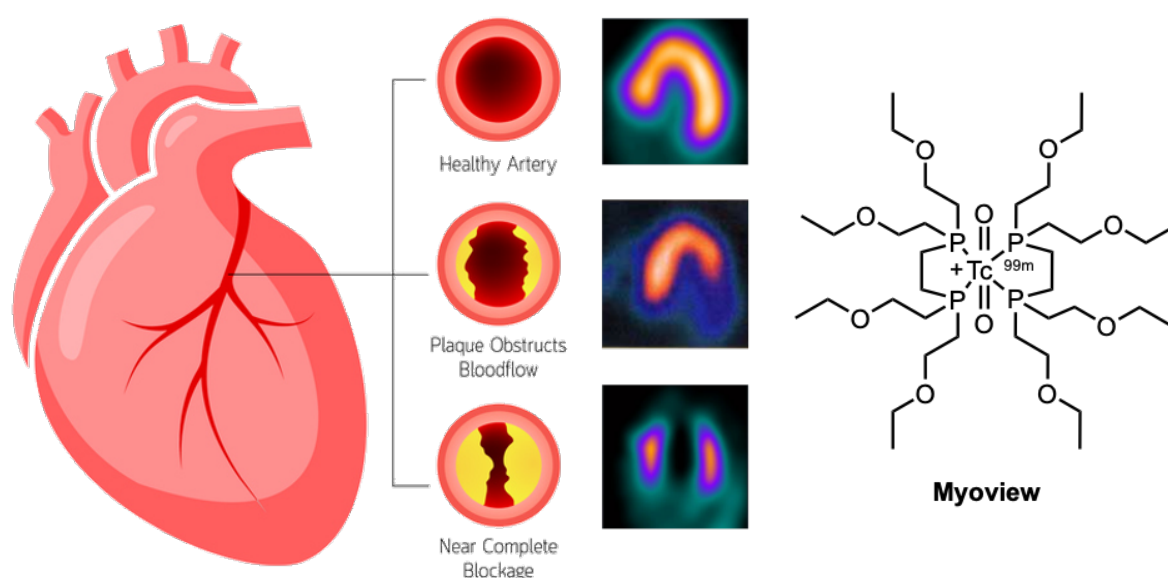 Healthy Artery
Plaque Obstructs
Bloodflow
Near Complete
Blockage
O O
O O
O
P P
+ Tc 99m
P P
O
O O
O O
Myoview